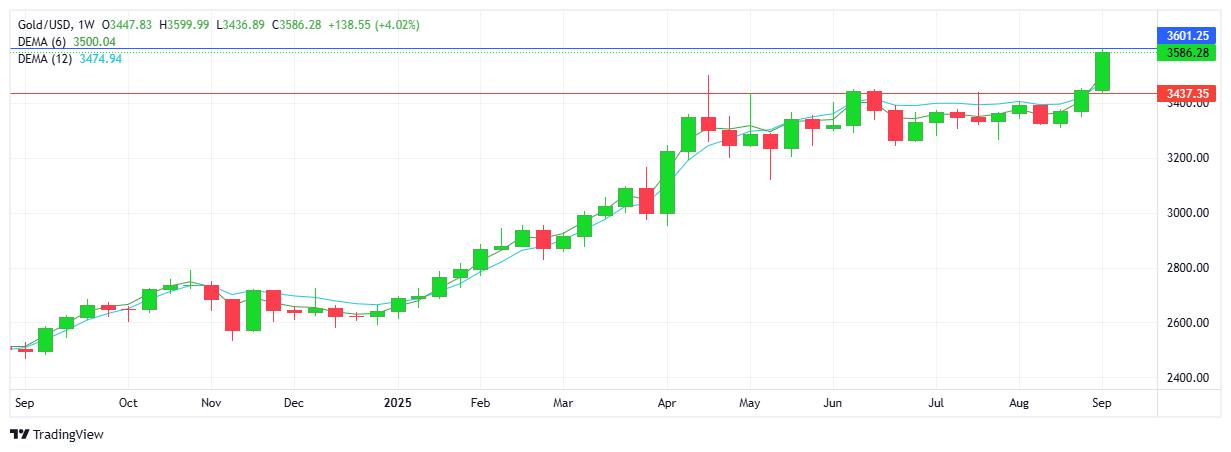 Gold/USD, 1W O3447.83 H3599.99 L3436.89 C3586.28 +138.55 (+4.02%)
DEMA (6) 3500.04
DEMA (12) 3474.94
3601.25
3586.28
3437.35
3400.00
3200.00
3000.00
2800.00
2600.00
2400.00
Sep Oct Nov Dec 2025 Feb Mar Apr May Jun Jul Aug Sep
TradingView